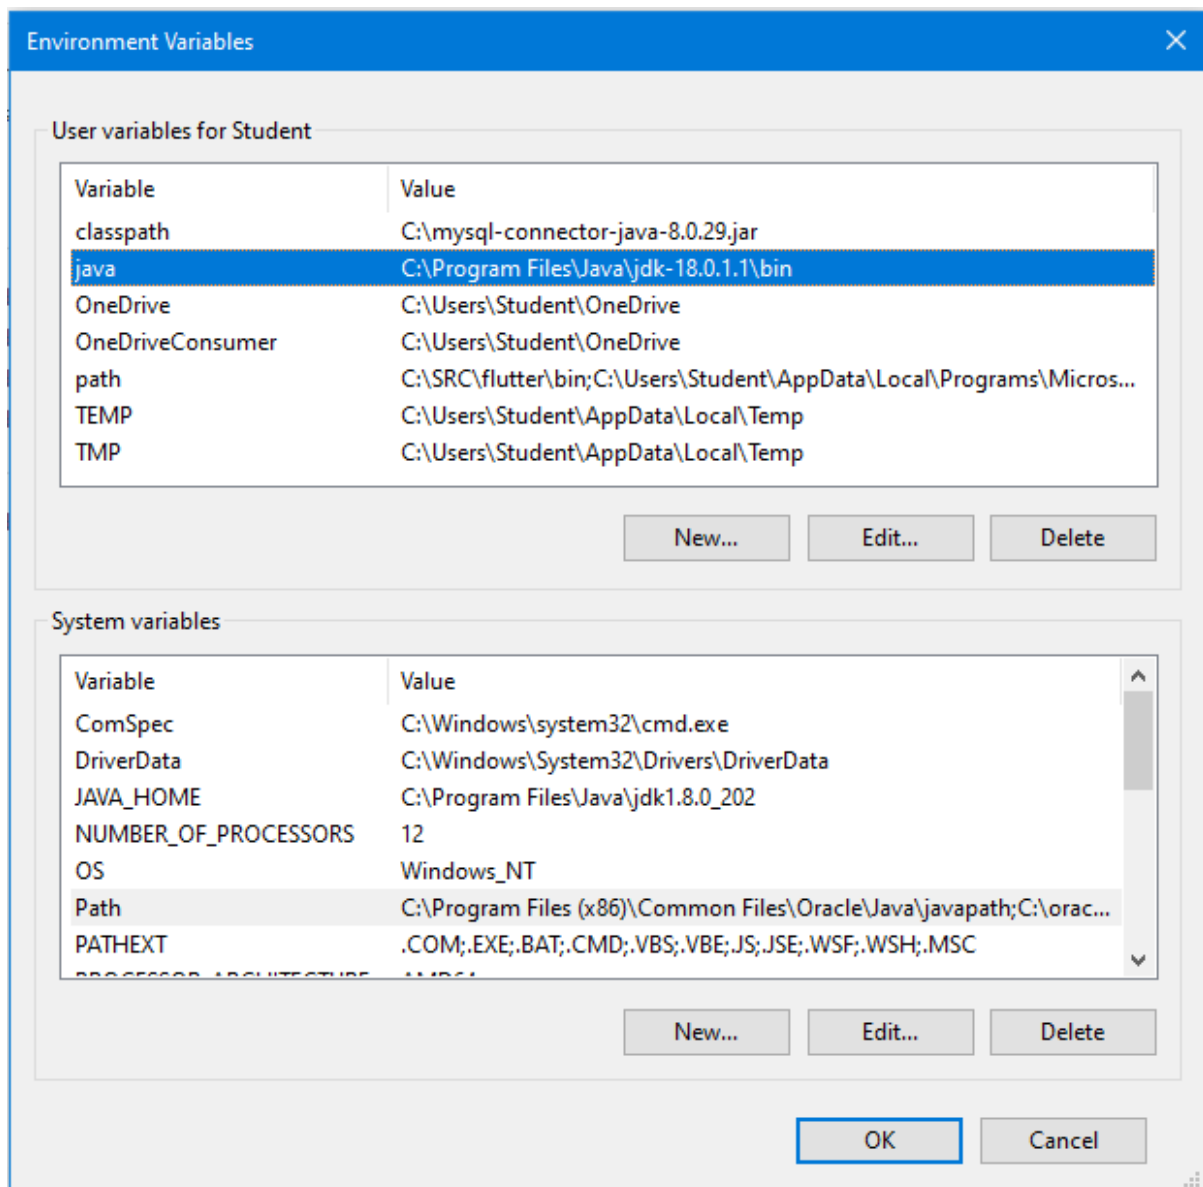 Environment Variables
User variables for Student
Variable Value
classpath C:\mysql-connector-java-8.0.29.jar
java C:\Program Files\Java\jdk-18.0.1.1\bin
OneDrive C:\Users\Student\OneDrive
OneDriveConsumer C:\Users\Student\OneDrive
path C:\SRC\flutter\bin;C:\Users\Student\AppData\Local\Programs\Micros...
TEMP C:\Users\Student\AppData\Local\Temp
TMP C:\Users\Student\AppData\Local\Temp
New... Edit... Delete
System variables
Variable Value
ComSpec C:\Windows\system32\cmd.exe
DriverData C:\Windows\System32\Drivers\DriverData
JAVA_HOME C:\Program Files\Java\jdk1.8.0_202
NUMBER_OF_PROCESSORS 12
OS Windows_NT
Path C:\Program Files (x86)\Common Files\Oracle\Java\javapath;C:\orac...
PATHEXT .COM;.EXE;.BAT;.CMD;.VBS;.VBE;.JS;.JSE;.WSF;.WSH;.MSC
PROCESSOR_ARCHITECTURE AMD64
New... Edit... Delete
OK Cancel